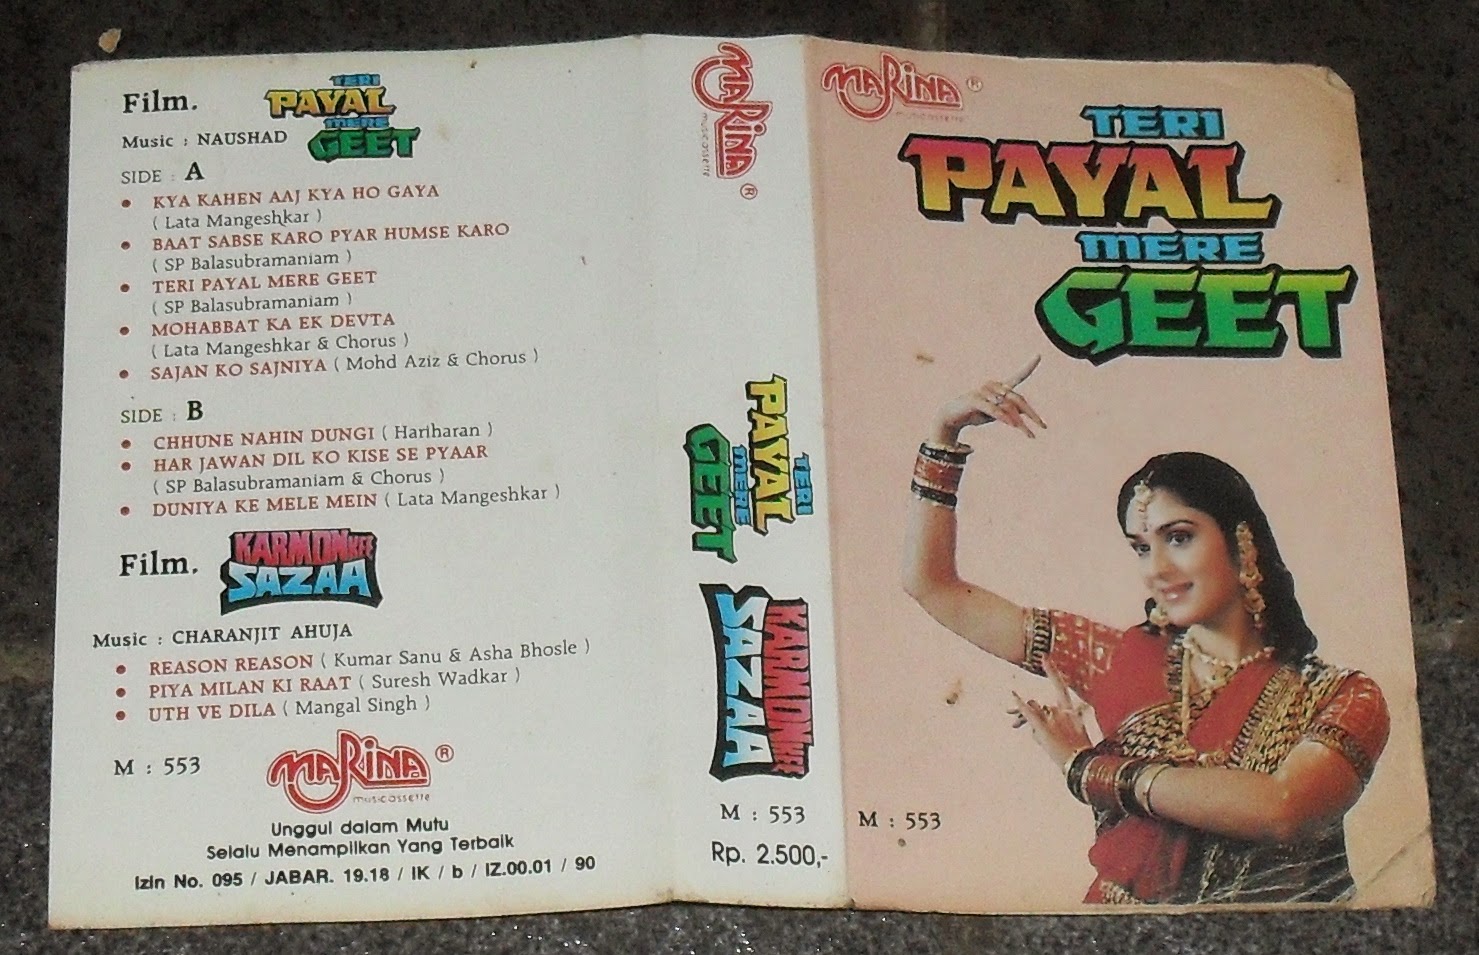 Film. TERI PAYAL MERE GEET
Music : NAUSHAD
SIDE : A
KYA KAHEN AAJ KYA HO GAYA
( Lata Mangeshkar )
BAAT SABSE KARO PYAR HUMSE KARO
( SP Balasubramaniam )
TERI PAYAL MERE GEET
( SP Balasubramaniam )
MOHABBAT KA EK DEVTA
( Lata Mangeshkar & Chorus )
SAJAN KO SAJNIYA ( Mohd Aziz & Chorus )
SIDE : B
CHHUNE NAHIN DUNGI ( Hariharan )
HAR JAWAN DIL KO KISE SE PYAAR
( SP Balasubramaniam & Chorus )
DUNIYA KE MELE MEIN ( Lata Mangeshkar )
Film. KARMON KEE SAZAA
Music : CHARANJIT AHUJA
REASON REASON ( Kumar Sanu & Asha Bhosle )
PIYA MILAN KI RAAT ( Suresh Wadkar )
UTH VE DILA ( Mangal Singh )
M : 553
MARINA ®
musicassette
Unggul dalam Mutu
Selalu Menampilkan Yang Terbaik
Izin No. 095 / JABAR. 19.18 / IK / b / IZ.00.01 / 90
MARINA ®
musicassette
TERI
PAYAL
MERE
GEET
KARMON KEE
SAZAA
M : 553
Rp. 2.500,-
MARINA ®
musicassette
TERI
PAYAL
MERE
GEET
M : 553